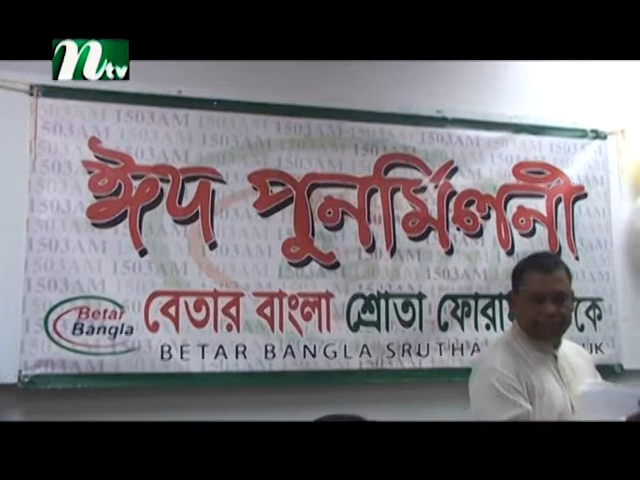 ntv
ঈদ পুনর্মিলনী
Betar Bangla
বেতার বাংলা শ্রোতা
BETAR BANGLA SRUTHA UK
1503AM